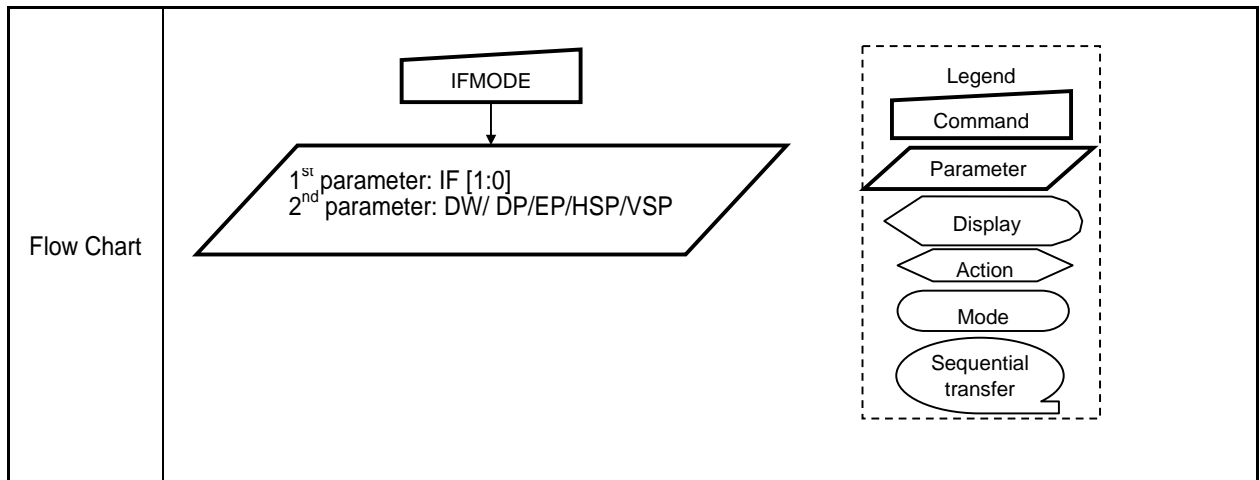 Flow Chart
IFMODE
1st parameter: IF [1:0]
2nd parameter: DW/ DP/EP/HSP/VSP
Legend
Command
Parameter
Display
Action
Mode
Sequential
transfer